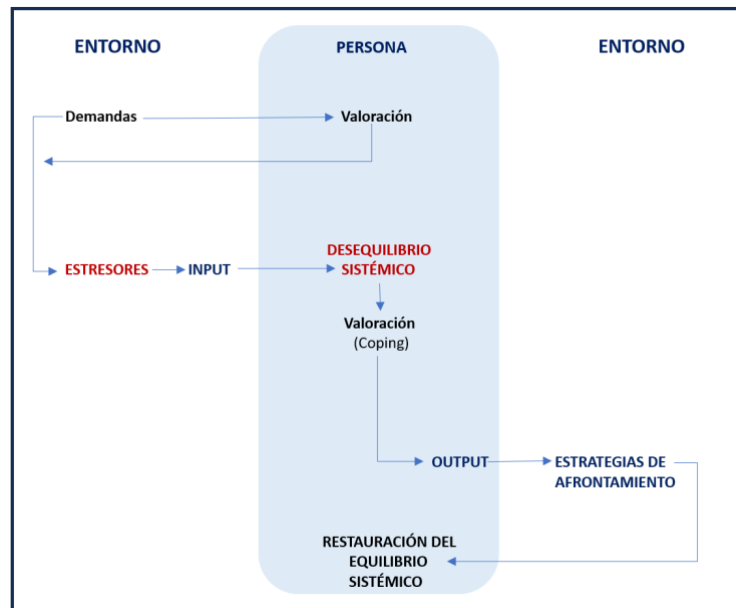 ENTORNO
PERSONA
ENTORNO
Demandas
Valoración
ESTRESORES
INPUT
DESEQUILIBRIO
SISTÉMICO
Valoración
(Coping)
OUTPUT
ESTRATEGIAS DE
AFRONTAMIENTO
RESTAURACIÓN DEL
EQUILIBRIO
SISTÉMICO